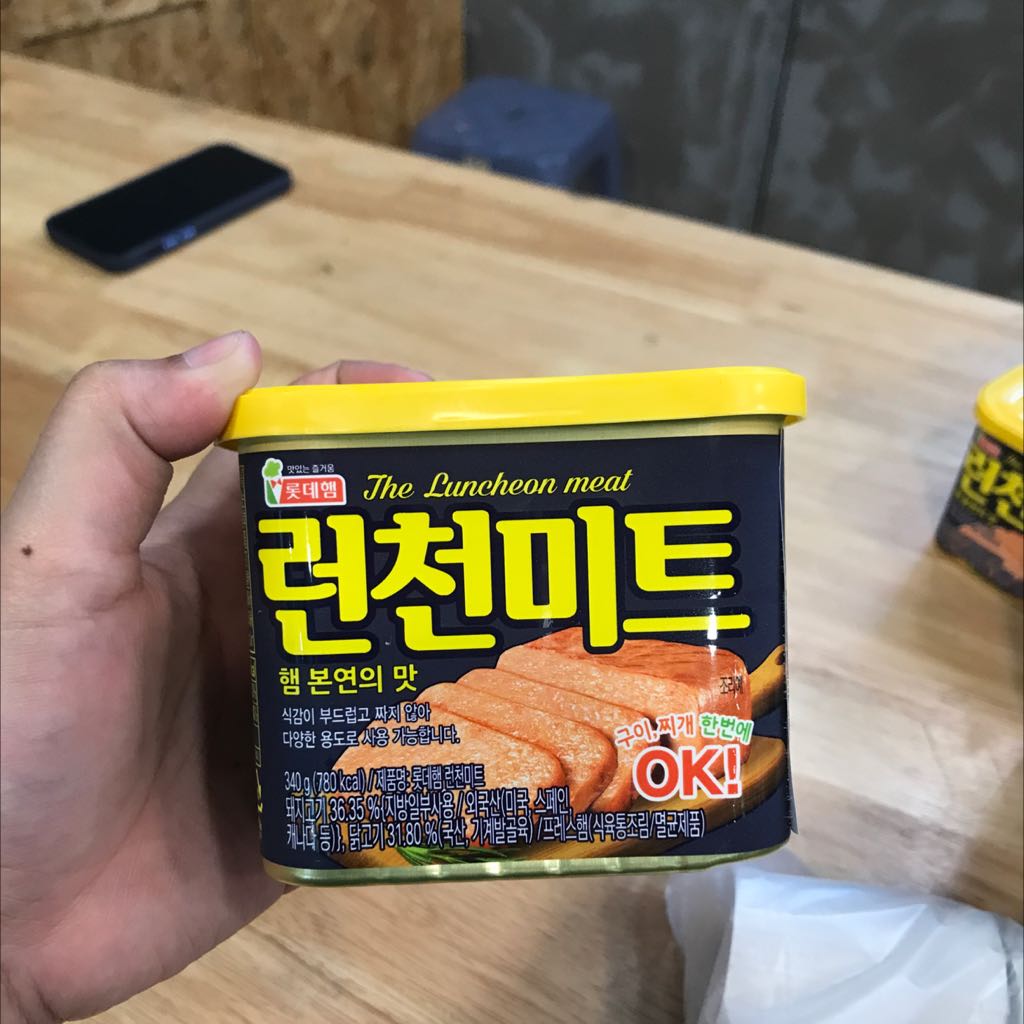 맛있는 즐거움
롯데햄
The Luncheon meat
런천미트
햄 본연의 맛
식감이 부드럽고 짜지 않아
다양한 용도로 사용 가능합니다.
조리예
구이, 찌개 한번에
OK!
340 g (780 kcal) / 제품명: 롯데햄 런천미트
돼지고기 36.35 %{지방일부사용 / 외국산(미국, 스페인,
캐나다 등)}, 닭고기 31.80 %(국산, 기계발골육) / 프레스햄(식육통조림/멸균제품)
런천